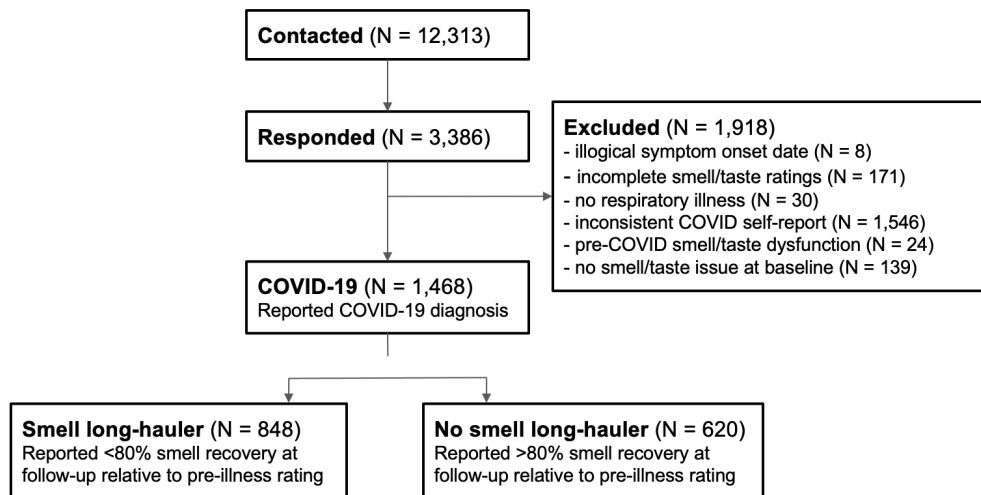 Contacted (N = 12,313)
Responded (N = 3,386)
Excluded (N = 1,918)
- illogical symptom onset date (N = 8)
- incomplete smell/taste ratings (N = 171)
- no respiratory illness (N = 30)
- inconsistent COVID self-report (N = 1,546)
- pre-COVID smell/taste dysfunction (N = 24)
- no smell/taste issue at baseline (N = 139)
COVID-19 (N = 1,468)
Reported COVID-19 diagnosis
Smell long-hauler (N = 848)
Reported <80% smell recovery at
follow-up relative to pre-illness rating
No smell long-hauler (N = 620)
Reported >80% smell recovery at
follow-up relative to pre-illness rating